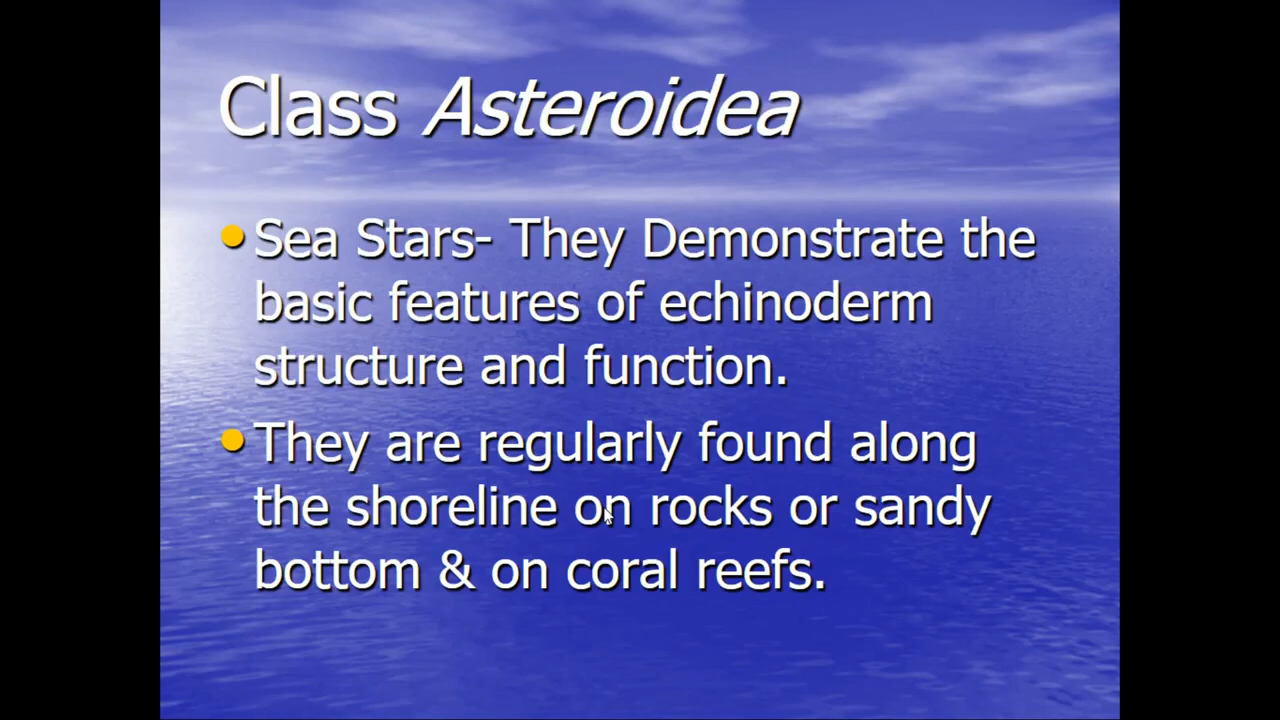 Class Asteroidea
• Sea Stars- They Demonstrate the
basic features of echinoderm
structure and function.
• They are regularly found along
the shoreline on rocks or sandy
bottom & on coral reefs.